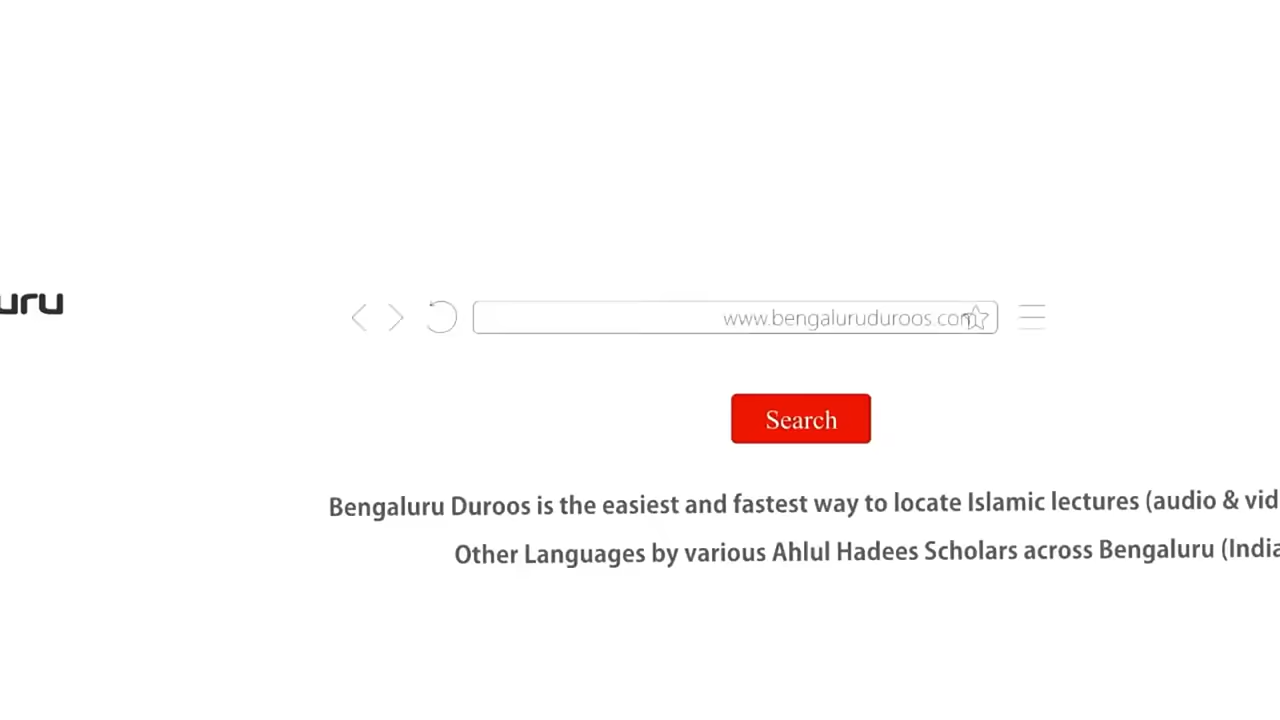 uru
www.bengaluruduroos.com
Search
Bengaluru Duroos is the easiest and fastest way to locate Islamic lectures (audio & vid
Other Languages by various Ahlul Hadees Scholars across Bengaluru (India